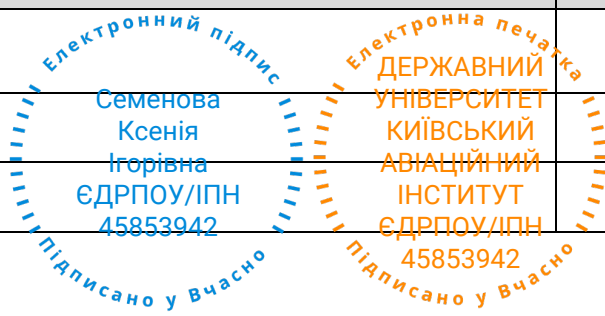 Електронний підпис
Семенова
Ксенія
Ігорівна
ЄДРПОУ/ІПН
45853942
Підписано у Вчасно
Електронна печатка
ДЕРЖАВНИЙ
УНІВЕРСИТЕТ
КИЇВСЬКИЙ
АВІАЦІЙНИЙ
ІНСТИТУТ
ЄДРПОУ/ІПН
45853942
Підписано у Вчасно